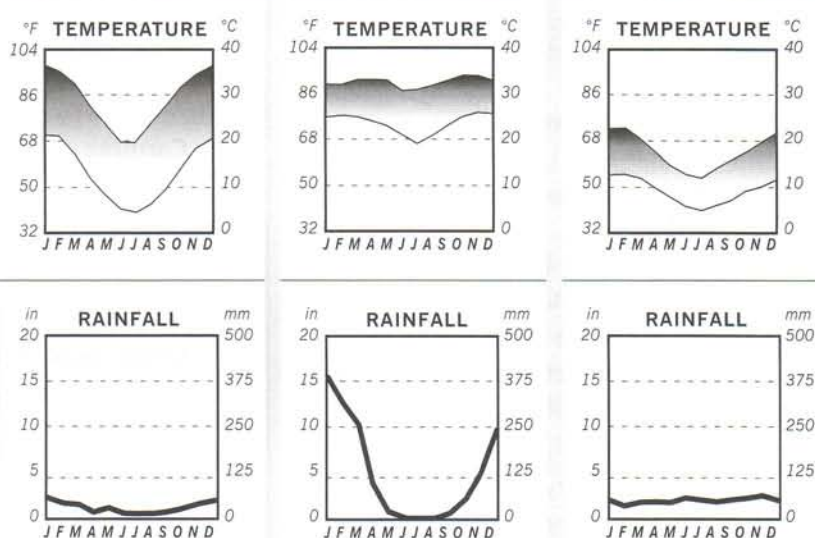 °F TEMPERATURE °C
104 40
86 30
68 20
50 10
32 0
J F M A M J J A S O N D
°F TEMPERATURE °C
104 40
86 30
68 20
50 10
32 0
J F M A M J J A S O N D
°F TEMPERATURE °C
104 40
86 30
68 20
50 10
32 0
J F M A M J J A S O N D
in RAINFALL mm
20 500
15 375
10 250
5 125
0 0
J F M A M J J A S O N D
in RAINFALL mm
20 500
15 375
10 250
5 125
0 0
J F M A M J J A S O N D
in RAINFALL mm
20 500
15 375
10 250
5 125
0 0
J F M A M J J A S O N D